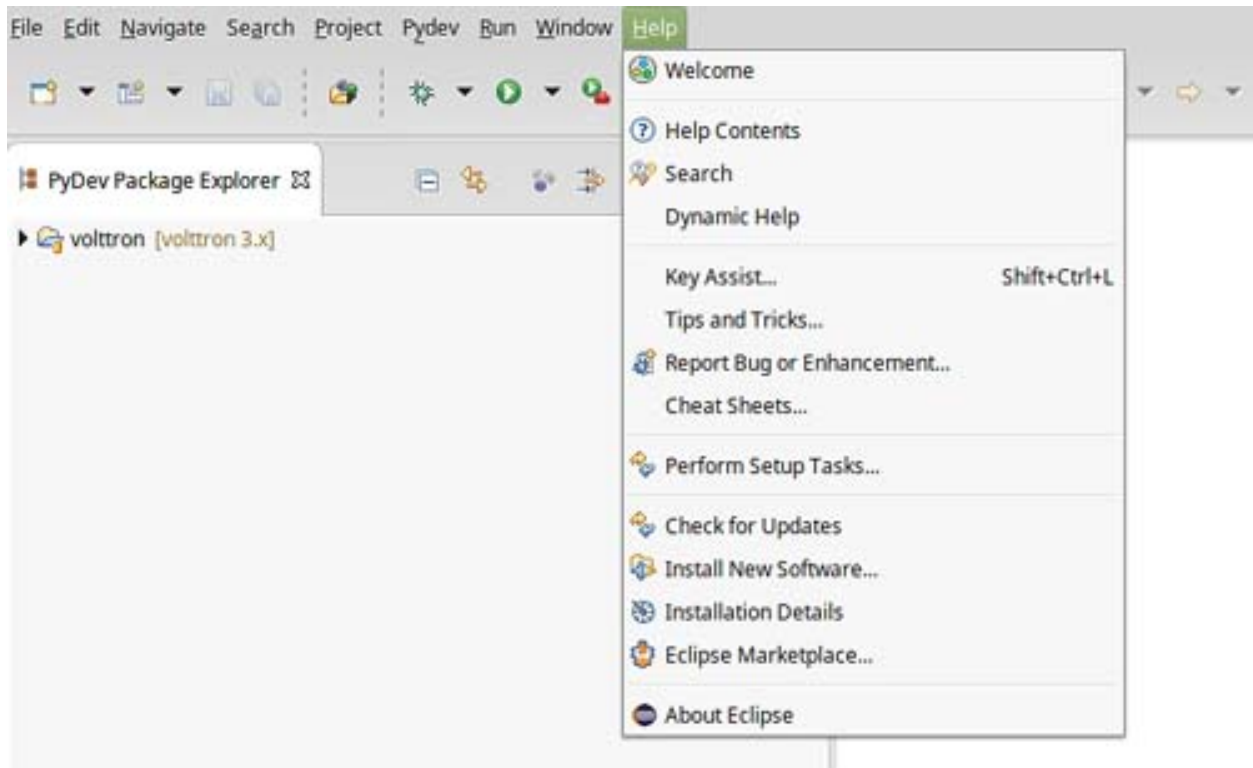 File Edit Navigate Search Project Pydev Run Window Help
Welcome
Help Contents
Search
Dynamic Help
Key Assist... Shift+Ctrl+L
Tips and Tricks...
Report Bug or Enhancement...
Cheat Sheets...
Perform Setup Tasks...
Check for Updates
Install New Software...
Installation Details
Eclipse Marketplace...
About Eclipse
PyDev Package Explorer
volttron [volttron 3.x]